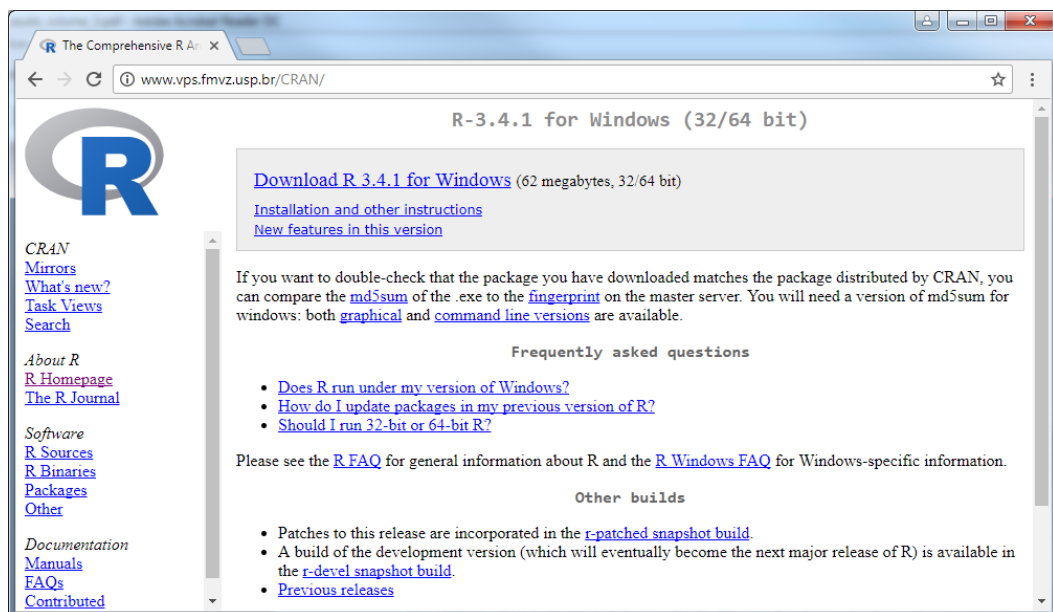 The Comprehensive R Ar
www.vps.fmvz.usp.br/CRAN/
R
CRAN
Mirrors
What's new?
Task Views
Search
About R
R Homepage
The R Journal
Software
R Sources
R Binaries
Packages
Other
Documentation
Manuals
FAQs
Contributed
R-3.4.1 for Windows (32/64 bit)
Download R 3.4.1 for Windows (62 megabytes, 32/64 bit)
Installation and other instructions
New features in this version
If you want to double-check that the package you have downloaded matches the package distributed by CRAN, you
can compare the md5sum of the .exe to the fingerprint on the master server. You will need a version of md5sum for
windows: both graphical and command line versions are available.
Frequently asked questions
Does R run under my version of Windows?
How do I update packages in my previous version of R?
Should I run 32-bit or 64-bit R?
Please see the R FAQ for general information about R and the R Windows FAQ for Windows-specific information.
Other builds
Patches to this release are incorporated in the r-patched snapshot build.
A build of the development version (which will eventually become the next major release of R) is available in
the r-devel snapshot build.
Previous releases